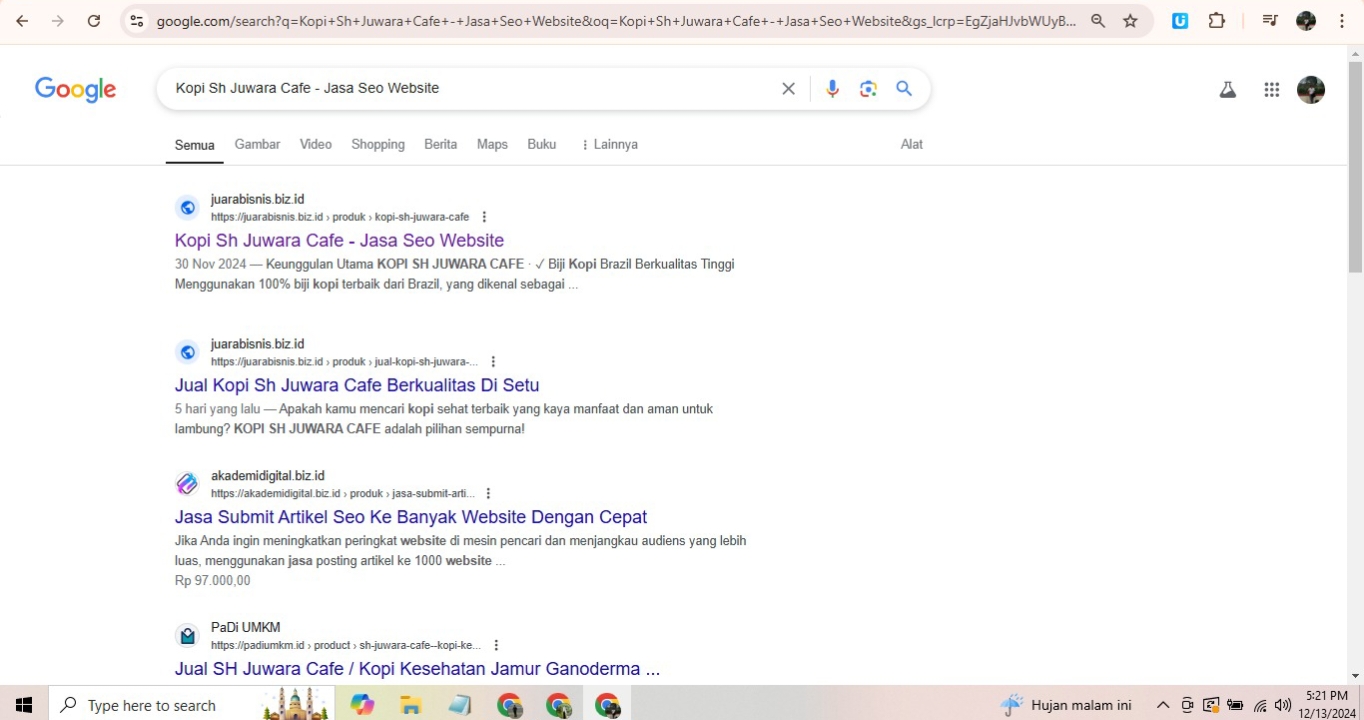 google.com/search?q=Kopi+Sh+Juwara+Cafe+-+Jasa+Seo+Website&oq=Kopi+Sh+Juwara+Cafe+-+Jasa+Seo+Website&gs_lcrp=EgZjaHJvbWUyB...
Google
Kopi Sh Juwara Cafe - Jasa Seo Website
Semua Gambar Video Shopping Berita Maps Buku Lainnya Alat
juarabisnis.biz.id
https://juarabisnis.biz.id › produk › kopi-sh-juwara-cafe
Kopi Sh Juwara Cafe - Jasa Seo Website
30 Nov 2024 — Keunggulan Utama KOPI SH JUWARA CAFE · ✓ Biji Kopi Brazil Berkualitas Tinggi
Menggunakan 100% biji kopi terbaik dari Brazil, yang dikenal sebagai ...
juarabisnis.biz.id
https://juarabisnis.biz.id › produk › jual-kopi-sh-juwara-...
Jual Kopi Sh Juwara Cafe Berkualitas Di Setu
5 hari yang lalu — Apakah kamu mencari kopi sehat terbaik yang kaya manfaat dan aman untuk
lambung? KOPI SH JUWARA CAFE adalah pilihan sempurna!
akademidigital.biz.id
https://akademidigital.biz.id › produk › jasa-submit-arti...
Jasa Submit Artikel Seo Ke Banyak Website Dengan Cepat
Jika Anda ingin meningkatkan peringkat website di mesin pencari dan menjangkau audiens yang lebih
luas, menggunakan jasa posting artikel ke 1000 website ...
Rp 97.000,00
PaDi UMKM
https://padiumkm.id › product › sh-juwara-cafe--kopi-ke...
Jual SH Juwara Cafe / Kopi Kesehatan Jamur Ganoderma ...
Type here to search
Hujan malam ini
5:21 PM
12/13/2024